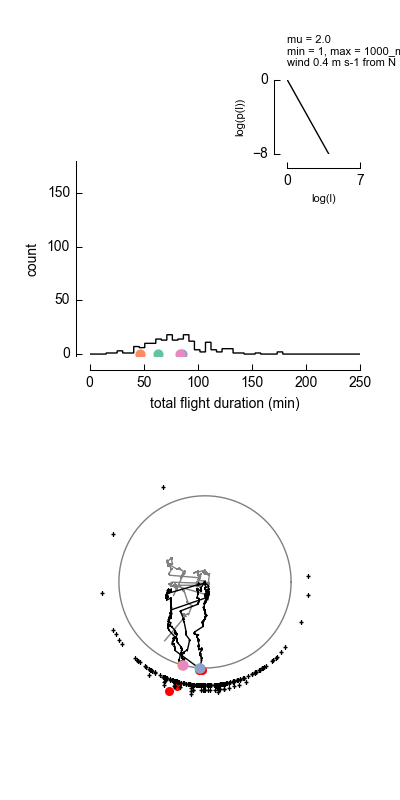 mu = 2.0
min = 1, max = 1000_m
wind 0.4 m s-1 from N
0
−8
log(p(l))
0
7
log(l)
150
100
50
0
count
0
50
100
150
200
250
total flight duration (min)